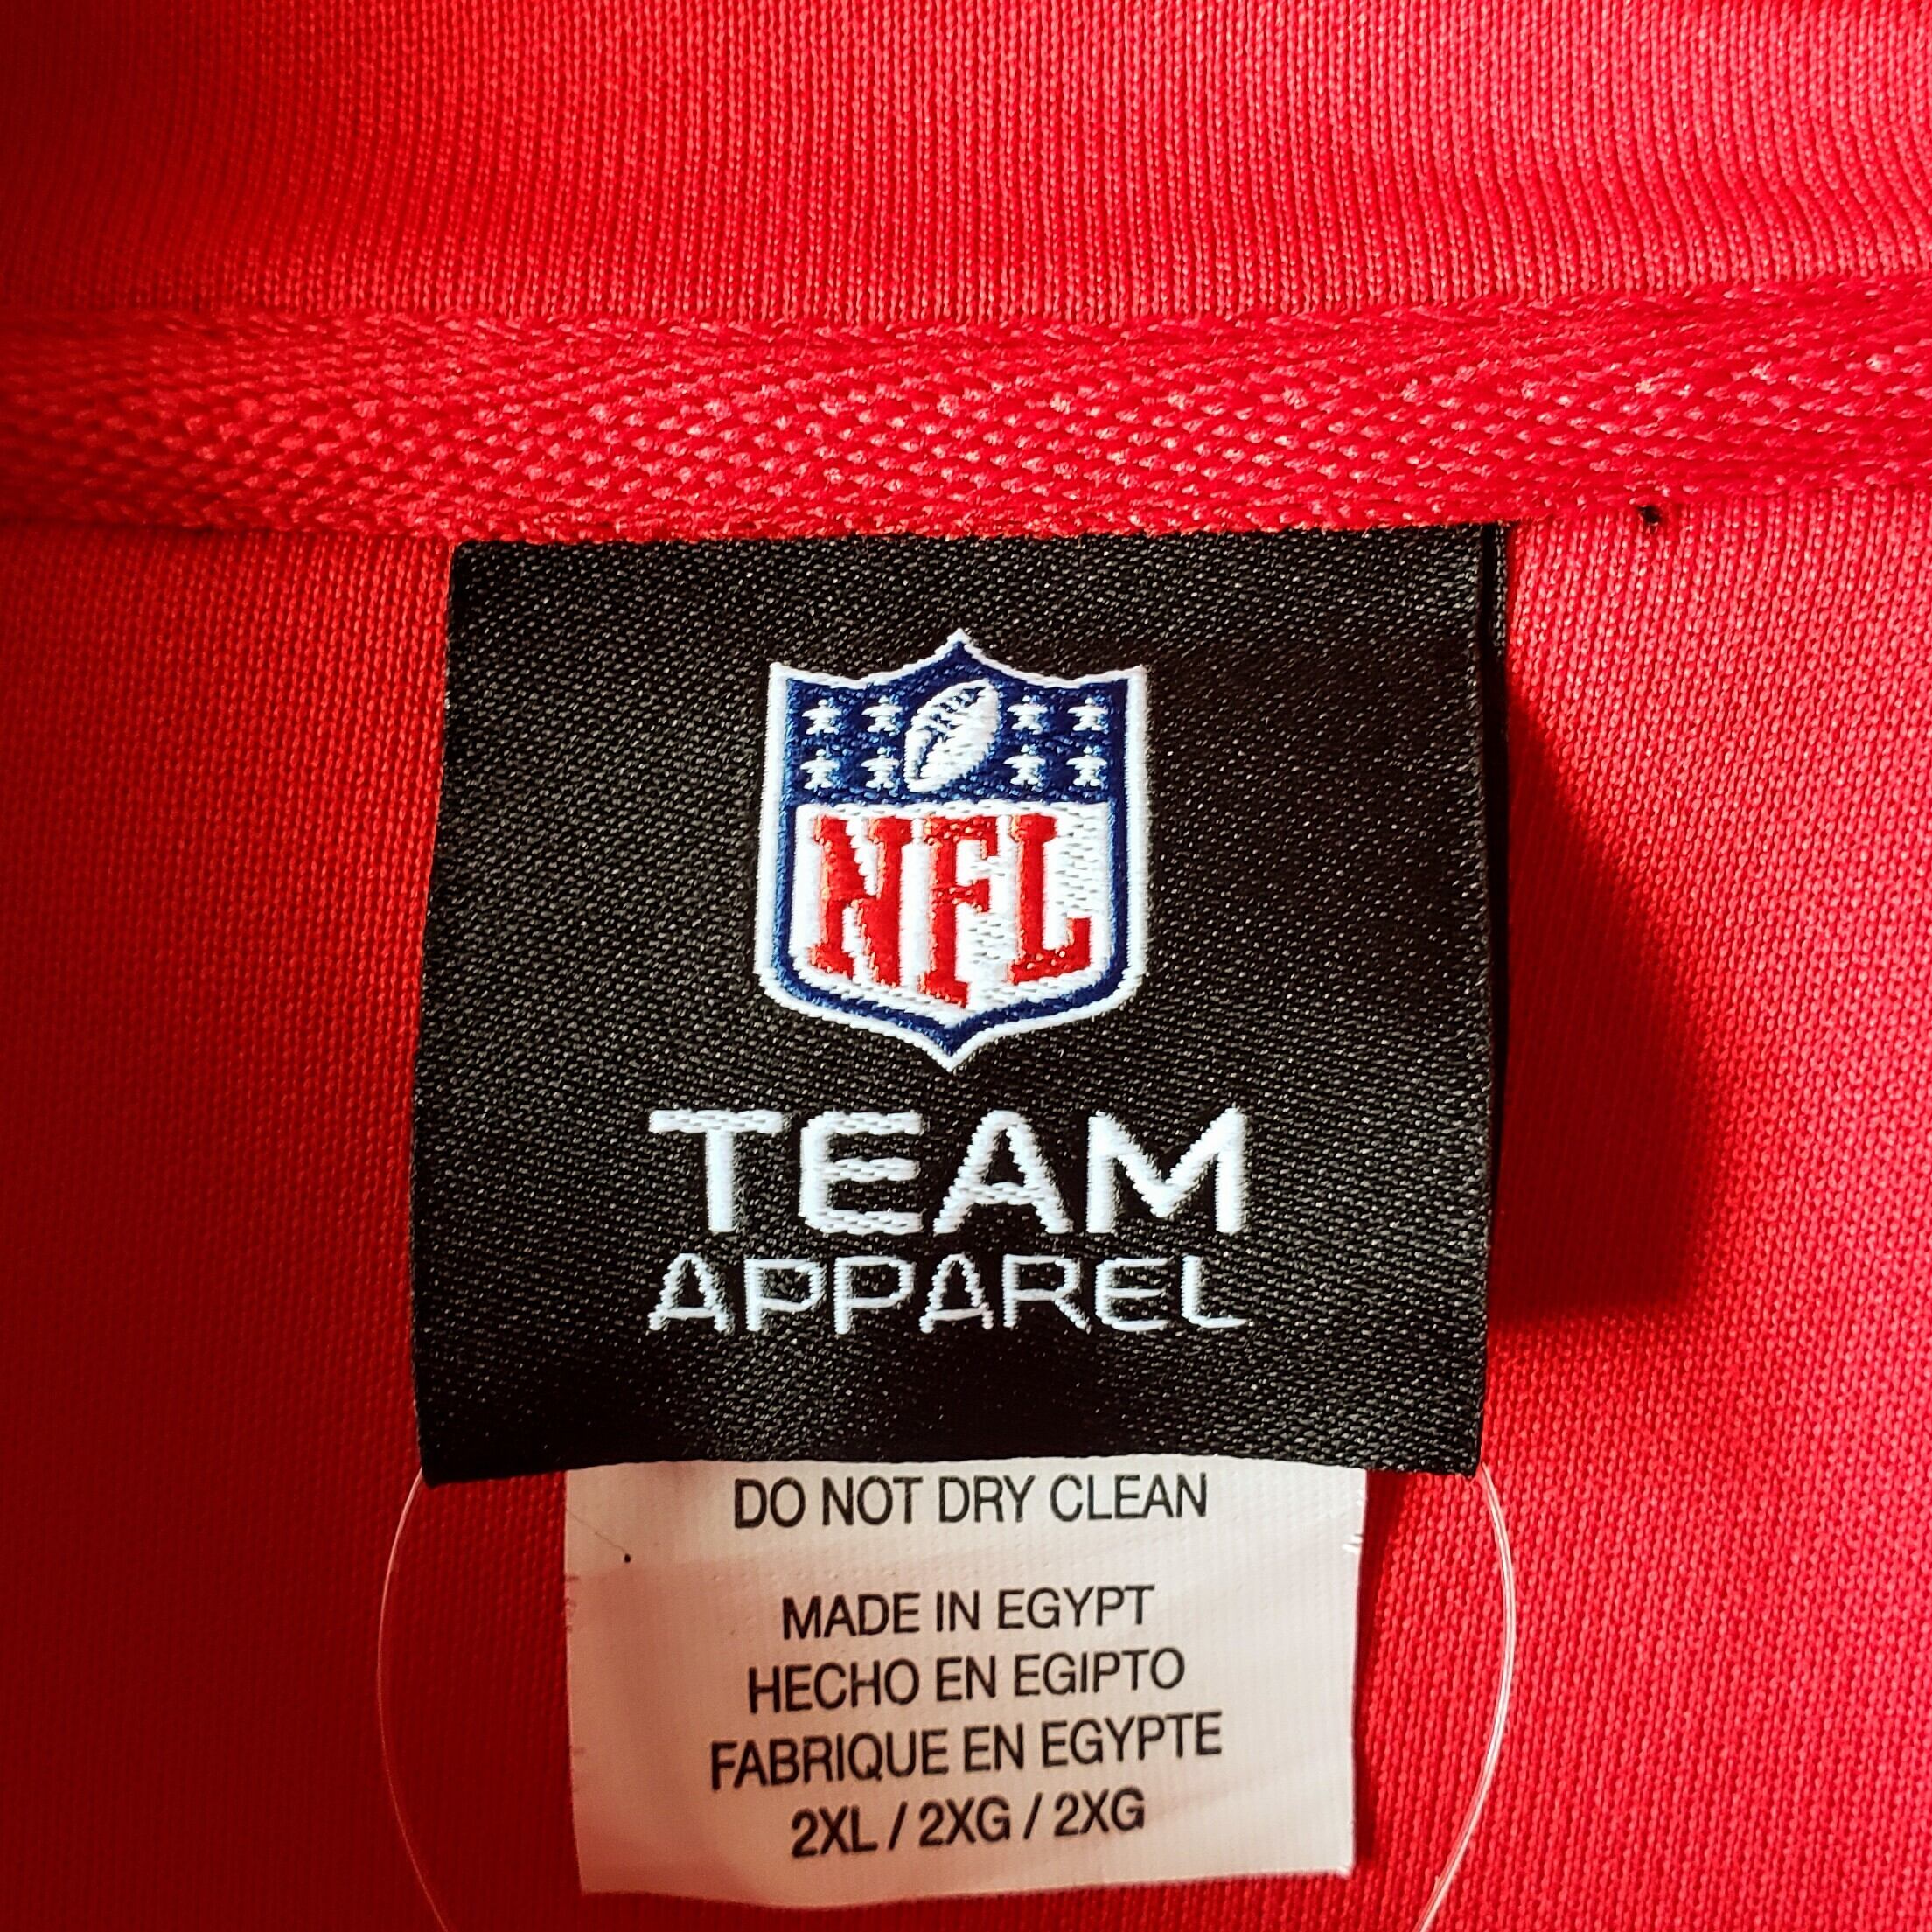 NFL
TEAM
APPAREL
DO NOT DRY CLEAN
MADE IN EGYPT
HECHO EN EGIPTO
FABRIQUE EN EGYPTE
2XL / 2XG / 2XG